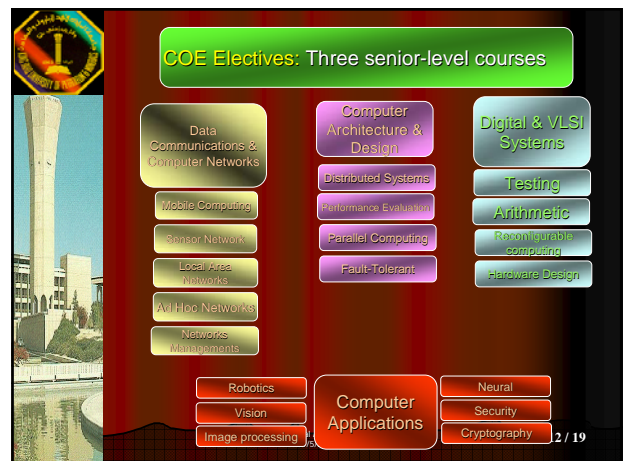 COE Electives: Three senior-level courses
Data
Communications &
Computer Networks
Mobile Computing
Sensor Network
Local Area
Networks
Ad Hoc Networks
Networks
Managements
Computer
Architecture &
Design
Distributed Systems
Performance Evaluation
Parallel Computing
Fault-Tolerant
Digital & VLSI
Systems
Testing
Arithmetic
Reconfigurable
computing
Hardware Design
Robotics
Vision
Image processing
Computer
Applications
Neural
Security
Cryptography
12 / 19